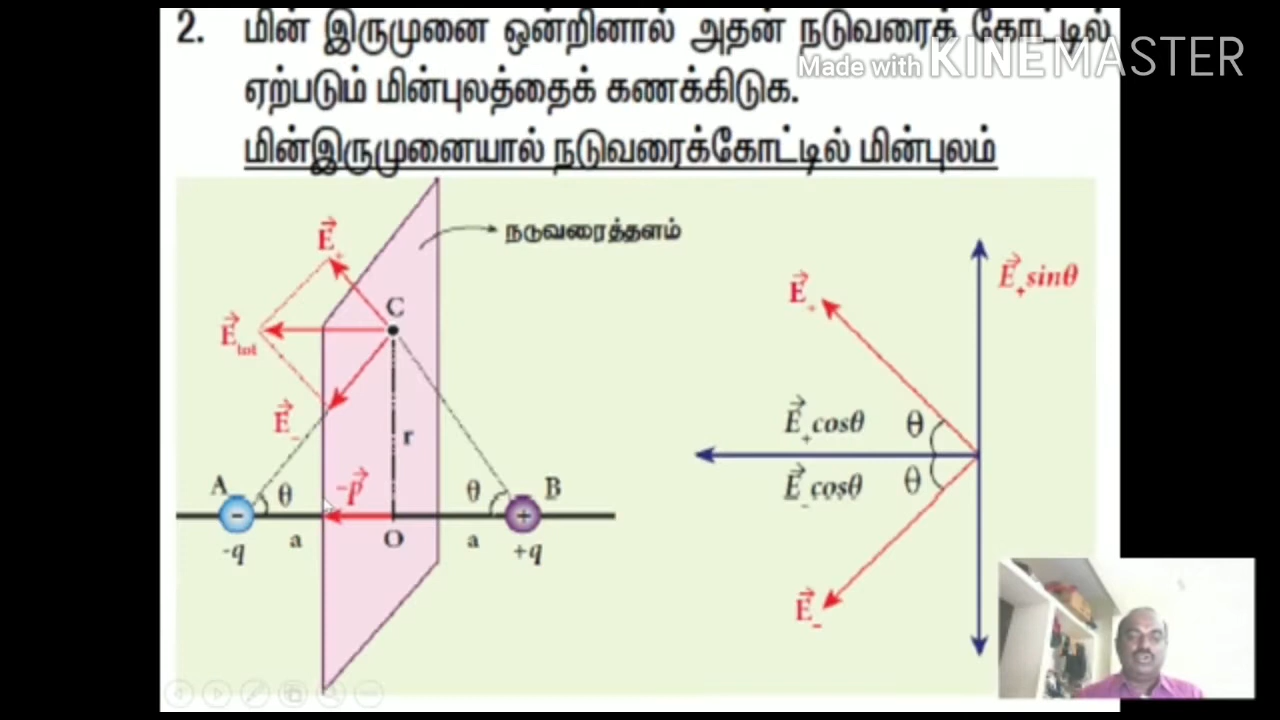 2. மின் இருமுனை ஒன்றினால் அதன் நடுவரைக் கோட்டில்
Made with KINEMASTER
ஏற்படும் மின்புலத்தைக் கணக்கிடுக.
மின்இருமுனையால் நடுவரைக்கோட்டில் மின்புலம்
நடுவரைத்தளம்
E⃗₊
C
E⃗tot
E⃗₋
r
-p⃗
A
θ
θ
B
-
+
a
O
a
-q
+q
E⃗₊sinθ
E⃗₊
E⃗₊cosθ
θ
E⃗₋cosθ
θ
E⃗₋